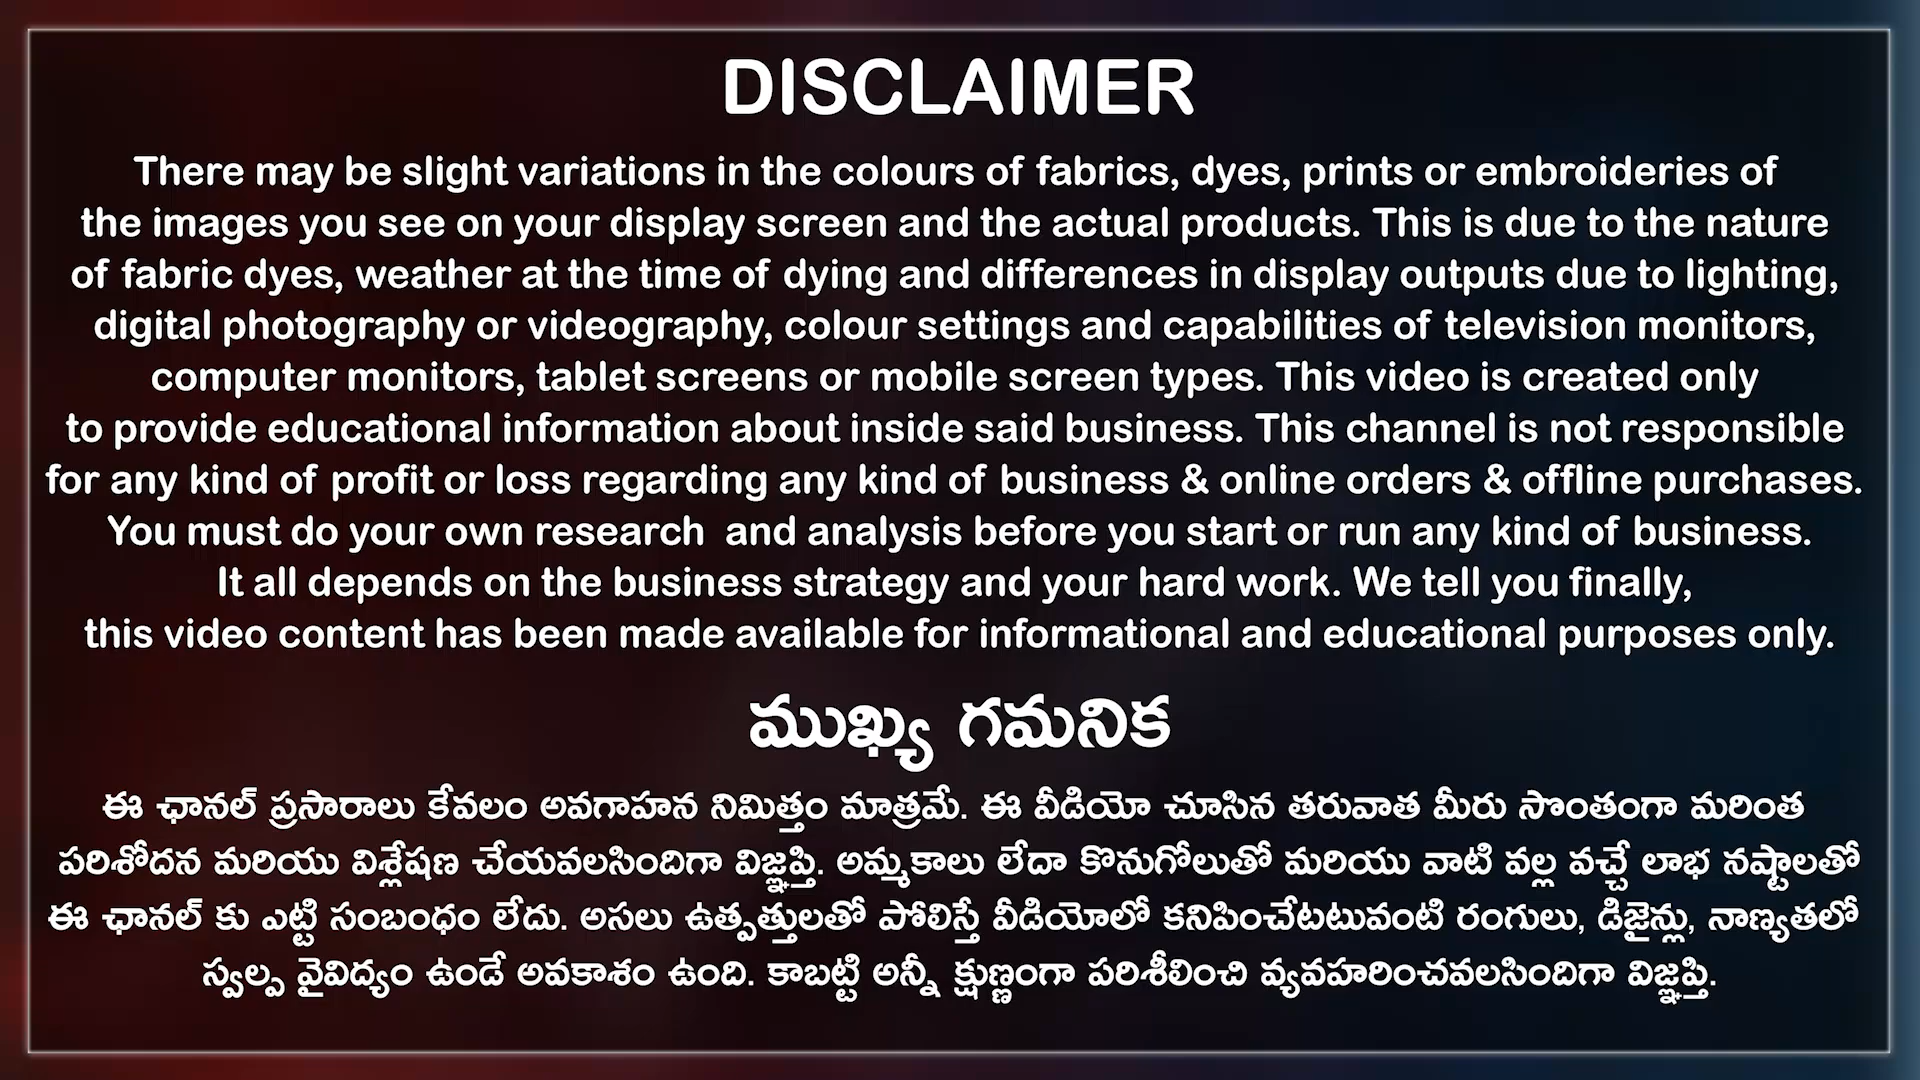 DISCLAIMER
There may be slight variations in the colours of fabrics, dyes, prints or embroideries of
the images you see on your display screen and the actual products. This is due to the nature
of fabric dyes, weather at the time of dying and differences in display outputs due to lighting,
digital photography or videography, colour settings and capabilities of television monitors,
computer monitors, tablet screens or mobile screen types. This video is created only
to provide educational information about inside said business. This channel is not responsible
for any kind of profit or loss regarding any kind of business & online orders & offline purchases.
You must do your own research  and analysis before you start or run any kind of business.
It all depends on the business strategy and your hard work. We tell you finally,
this video content has been made available for informational and educational purposes only.
ముఖ్య గమనిక
ఈ ఛానల్ ప్రసారాలు కేవలం అవగాహన నిమిత్తం మాత్రమే. ఈ వీడియో చూసిన తరువాత మీరు సొంతంగా మరింత
పరిశోదన మరియు విశ్లేషణ చేయవలసిందిగా విజ్ఞప్తి. అమ్మకాలు లేదా కొనుగోలుతో మరియు వాటి వల్ల వచ్చే లాభ నష్టాలతో
ఈ ఛానల్ కు ఎట్టి సంబంధం లేదు. అసలు ఉత్పత్తులతో పోలిస్తే వీడియోలో కనిపించేటటువంటి రంగులు, డిజైన్లు, నాణ్యతలో
స్వల్ప వైవిద్యం ఉండే అవకాశం ఉంది. కాబట్టి అన్నీ క్షుణ్ణంగా పరిశీలించి వ్యవహరించవలసిందిగా విజ్ఞప్తి.